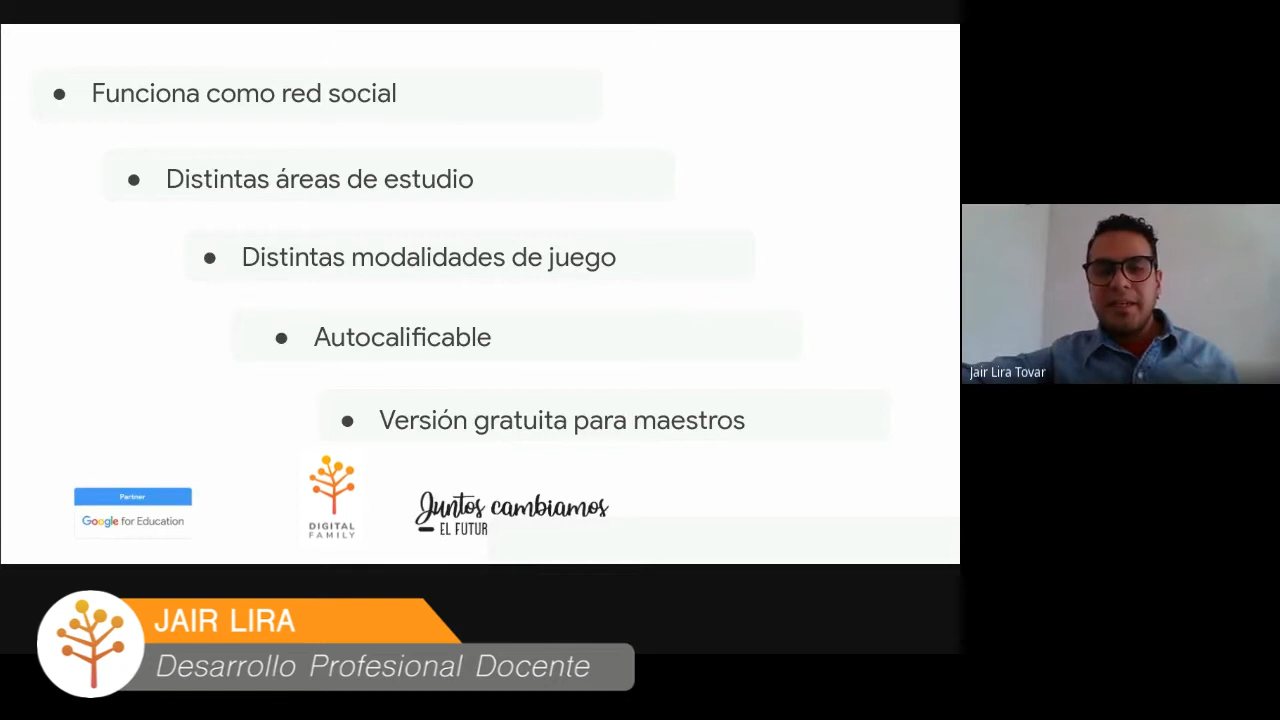 ● Funciona como red social
● Distintas áreas de estudio
● Distintas modalidades de juego
● Autocalificable
● Versión gratuita para maestros
Partner
Google for Education
DIGITAL
FAMILY
Juntos cambiamos
EL FUTUR
Jair Lira Tovar
JAIR LIRA
Desarrollo Profesional Docente